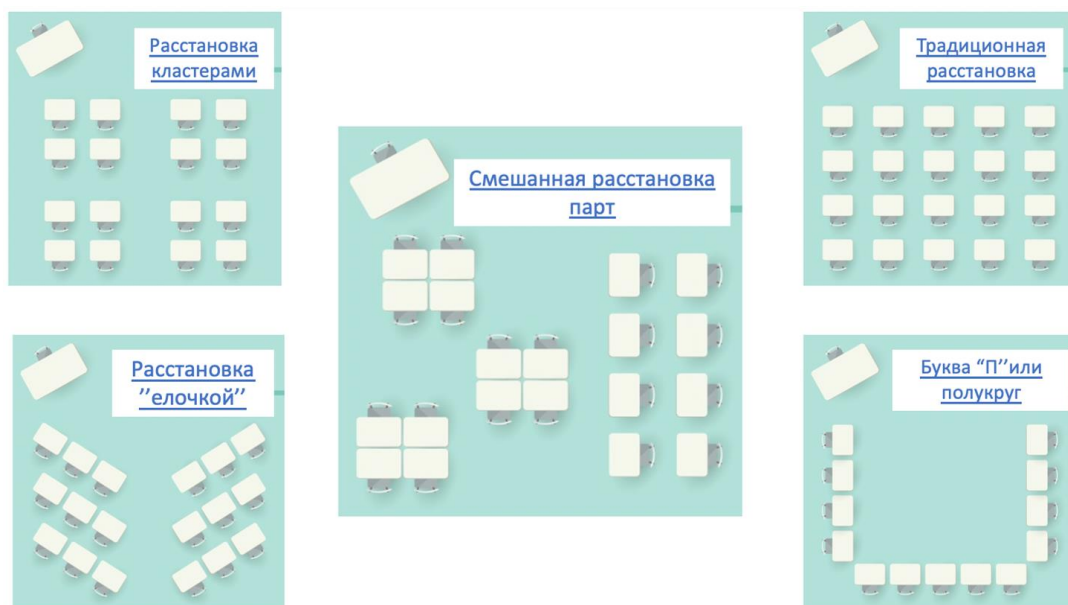 Расстановка
кластерами
Традиционная
расстановка
Смешанная расстановка
парт
Расстановка
’’елочкой’’
Буква “П’’или
полукруг